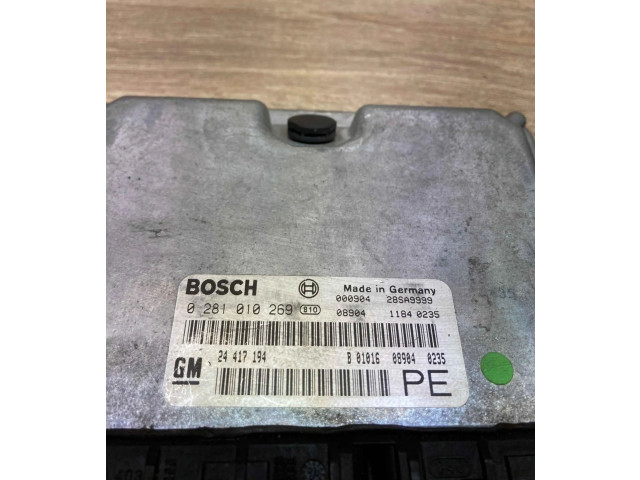 BOSCH Made in Germany
000904 28SA9999
0 281 010 269 810 08904 1184 0235
24 417 194 B 01016 08904 0235
GM PE